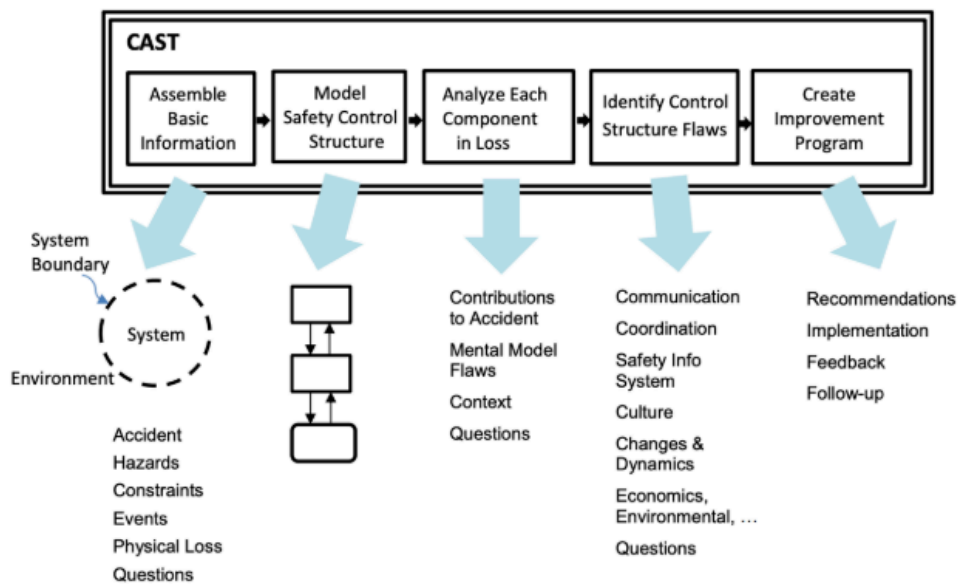 CAST
Assemble
Basic
Information
Model
Safety Control
Structure
Analyze Each
Component
in Loss
Identify Control
Structure Flaws
Create
Improvement
Program
System
Boundary
System
Environment
Accident
Hazards
Constraints
Events
Physical Loss
Questions
Contributions
to Accident
Mental Model
Flaws
Context
Questions
Communication
Coordination
Safety Info
System
Culture
Changes &
Dynamics
Economics,
Environmental, ...
Questions
Recommendations
Implementation
Feedback
Follow-up